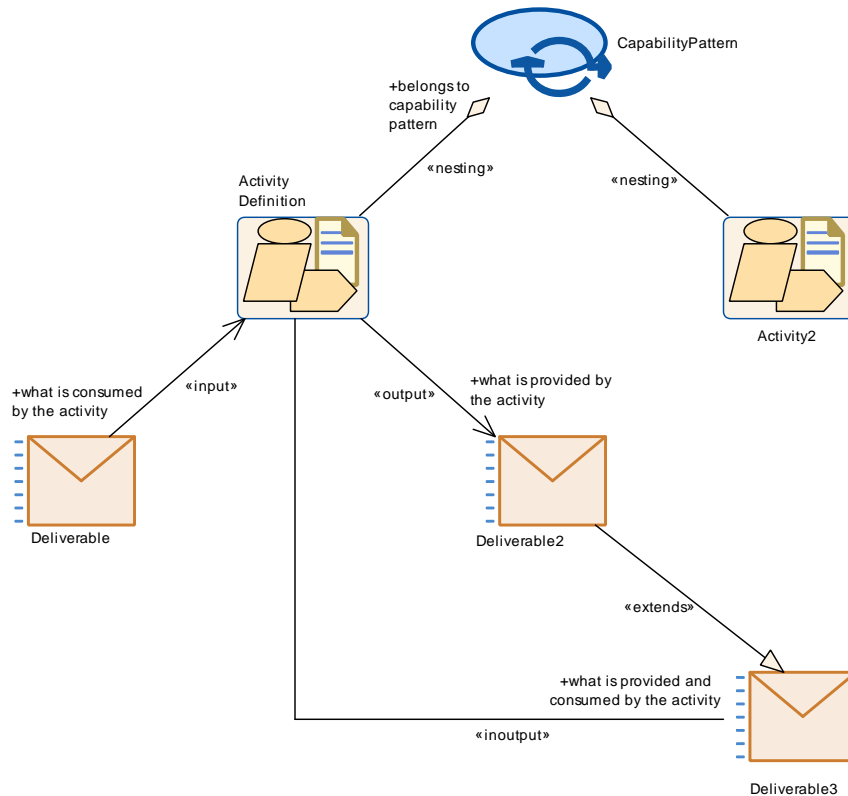 CapabilityPattern
+belongs to
capability
pattern
«nesting»
«nesting»
Activity
Definition
Activity2
+what is consumed
by the activity
«input»
«output»
+what is provided by
the activity
Deliverable
Deliverable2
«extends»
+what is provided and
consumed by the activity
«inoutput»
Deliverable3